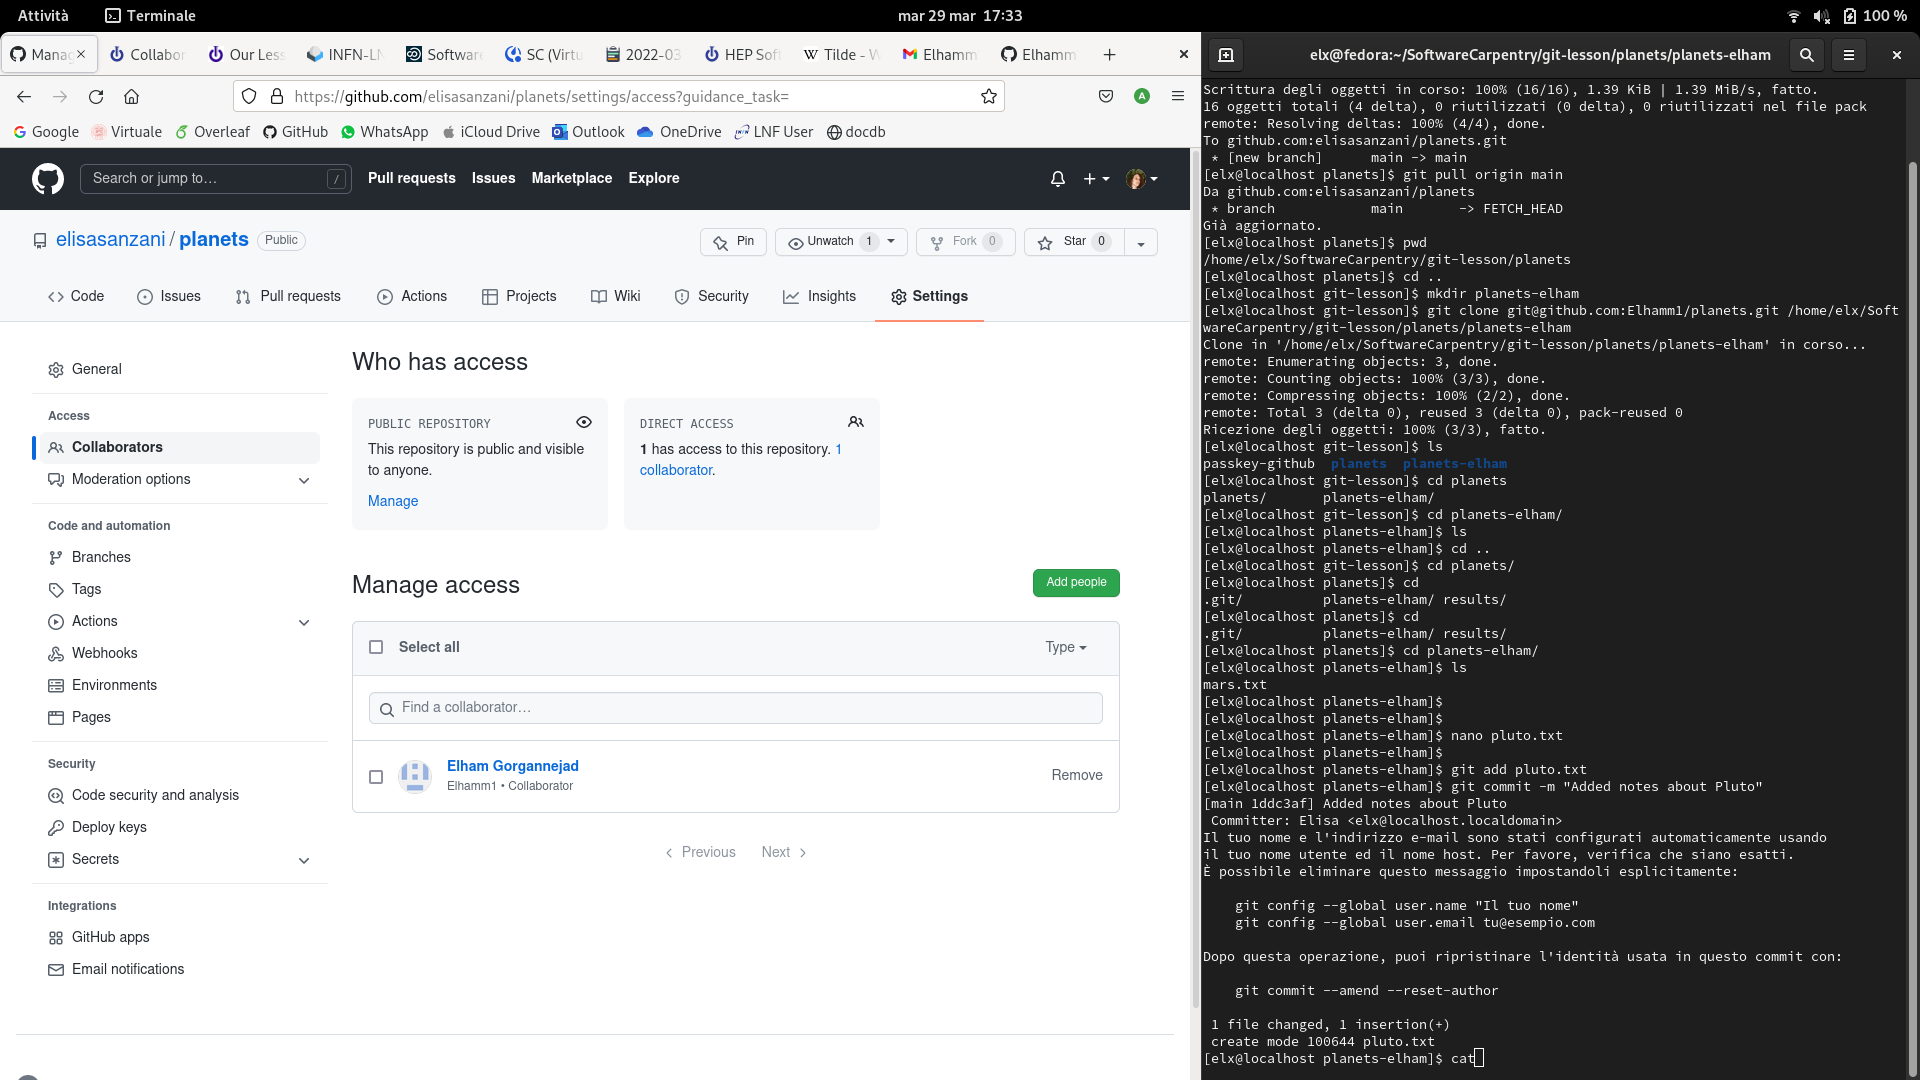 Attività
Terminale
mar 29 mar 17:33
100 %
Manag
Collabor
Our Less
INFN-LN
Software
SC (Virtu
2022-03
HEP Soft
Tilde - W
Elhamm
Elhamm
https://github.com/elisasanzani/planets/settings/access?guidance_task=
A
Google
Virtuale
Overleaf
GitHub
WhatsApp
iCloud Drive
Outlook
OneDrive
LNF User
docdb
Search or jump to…
/
Pull requests
Issues
Marketplace
Explore
elisasanzani / planets
Public
Pin
Unwatch 1
Fork 0
Star 0
Code
Issues
Pull requests
Actions
Projects
Wiki
Security
Insights
Settings
General
Access
Collaborators
Moderation options
Code and automation
Branches
Tags
Actions
Webhooks
Environments
Pages
Security
Code security and analysis
Deploy keys
Secrets
Integrations
GitHub apps
Email notifications
Who has access
PUBLIC REPOSITORY
This repository is public and visible
to anyone.
Manage
DIRECT ACCESS
1 has access to this repository. 1
collaborator.
Manage access
Add people
Select all
Type
Find a collaborator…
Elham Gorgannejad
Elhamm1 • Collaborator
Remove
Previous
Next
elx@fedora:~/SoftwareCarpentry/git-lesson/planets/planets-elham
Scrittura degli oggetti in corso: 100% (16/16), 1.39 KiB | 1.39 MiB/s, fatto.
16 oggetti totali (4 delta), 0 riutilizzati (0 delta), 0 riutilizzati nel file pack
remote: Resolving deltas: 100% (4/4), done.
To github.com:elisasanzani/planets.git
 * [new branch]      main -> main
[elx@localhost planets]$ git pull origin main
Da github.com:elisasanzani/planets
 * branch            main       -> FETCH_HEAD
Già aggiornato.
[elx@localhost planets]$ pwd
/home/elx/SoftwareCarpentry/git-lesson/planets
[elx@localhost planets]$ cd ..
[elx@localhost git-lesson]$ mkdir planets-elham
[elx@localhost git-lesson]$ git clone git@github.com:Elhamm1/planets.git /home/elx/Soft
wareCarpentry/git-lesson/planets/planets-elham
Clone in '/home/elx/SoftwareCarpentry/git-lesson/planets/planets-elham' in corso...
remote: Enumerating objects: 3, done.
remote: Counting objects: 100% (3/3), done.
remote: Compressing objects: 100% (2/2), done.
remote: Total 3 (delta 0), reused 3 (delta 0), pack-reused 0
Ricezione degli oggetti: 100% (3/3), fatto.
[elx@localhost git-lesson]$ ls
passkey-github  planets  planets-elham
[elx@localhost git-lesson]$ cd planets
planets/       planets-elham/
[elx@localhost git-lesson]$ cd planets-elham/
[elx@localhost planets-elham]$ ls
[elx@localhost planets-elham]$ cd ..
[elx@localhost git-lesson]$ cd planets/
[elx@localhost planets]$ cd
.git/          planets-elham/ results/
[elx@localhost planets]$ cd
.git/          planets-elham/ results/
[elx@localhost planets]$ cd planets-elham/
[elx@localhost planets-elham]$ ls
mars.txt
[elx@localhost planets-elham]$
[elx@localhost planets-elham]$
[elx@localhost planets-elham]$ nano pluto.txt
[elx@localhost planets-elham]$
[elx@localhost planets-elham]$ git add pluto.txt
[elx@localhost planets-elham]$ git commit -m "Added notes about Pluto"
[main 1ddc3af] Added notes about Pluto
 Committer: Elisa <elx@localhost.localdomain>
Il tuo nome e l'indirizzo e-mail sono stati configurati automaticamente usando
il tuo nome utente ed il nome host. Per favore, verifica che siano esatti.
È possibile eliminare questo messaggio impostandoli esplicitamente:
    git config --global user.name "Il tuo nome"
    git config --global user.email tu@esempio.com
Dopo questa operazione, puoi ripristinare l'identità usata in questo commit con:
    git commit --amend --reset-author
 1 file changed, 1 insertion(+)
 create mode 100644 pluto.txt
[elx@localhost planets-elham]$ cat